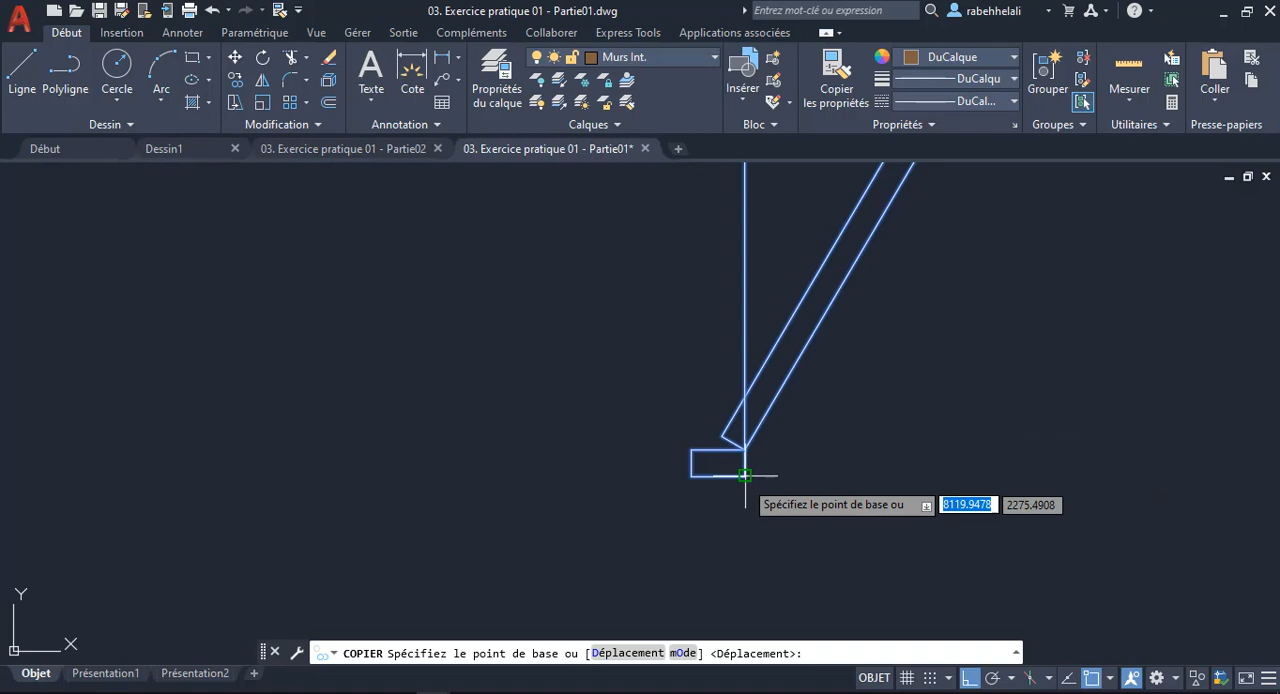 03. Exercice pratique 01 - Partie01.dwg
Entrez mot-clé ou expression
rabehhelali
Début Insertion Annoter Paramétrique Vue Gérer Sortie Compléments Collaborer Express Tools Applications associées
Ligne Polyligne Cercle Arc
Texte Cote
Propriétés
du calque
Murs Int.
Insérer
Copier
les propriétés
DuCalque
DuCalqu
DuCal...
Grouper
Mesurer
Coller
Dessin Modification Annotation Calques Bloc Propriétés Groupes Utilitaires Presse-papiers
Début Dessin1 03. Exercice pratique 01 - Partie02 03. Exercice pratique 01 - Partie01*
Spécifiez le point de base ou 8119.9478 2275.4908
Y
X
COPIER Spécifiez le point de base ou [Déplacement mOde] <Déplacement>:
Objet Présentation1 Présentation2
OBJET